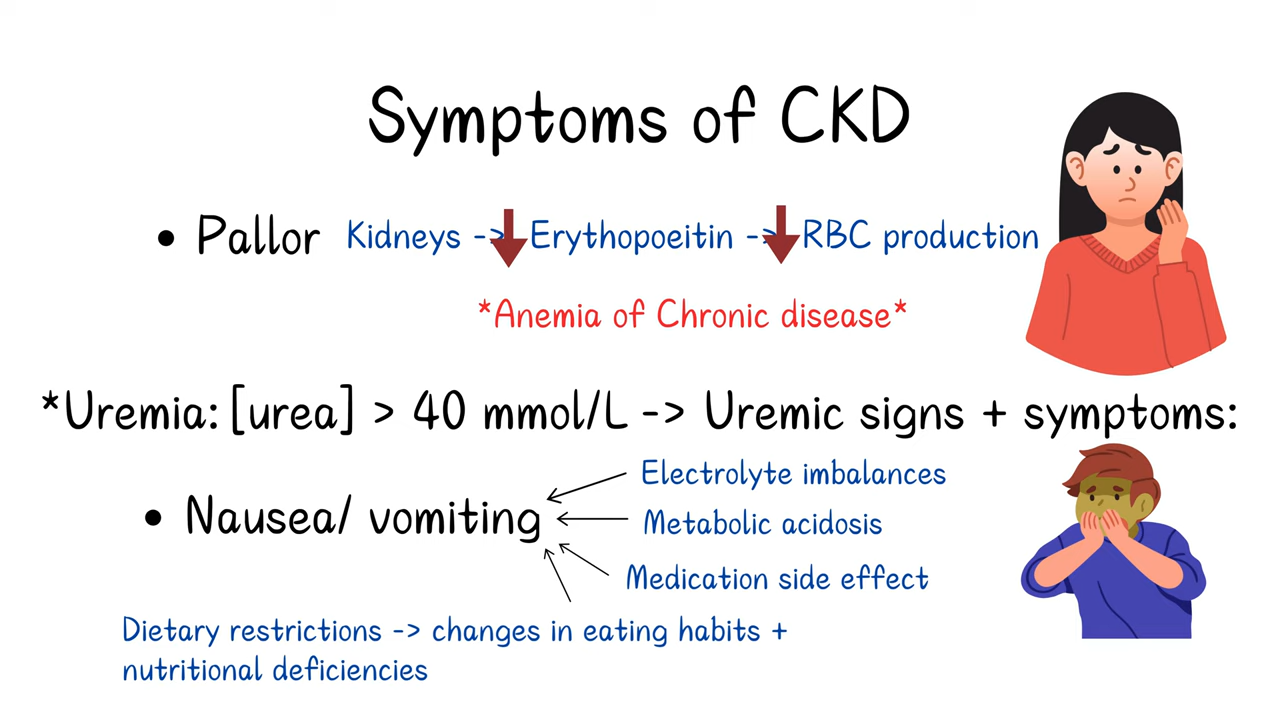 Symptoms of CKD
• Pallor Kidneys -> Erythopoeitin -> RBC production
*Anemia of Chronic disease*
*Uremia: [urea] > 40 mmol/L -> Uremic signs + symptoms:
• Nausea/ vomiting
Electrolyte imbalances
Metabolic acidosis
Medication side effect
Dietary restrictions -> changes in eating habits +
nutritional deficiencies